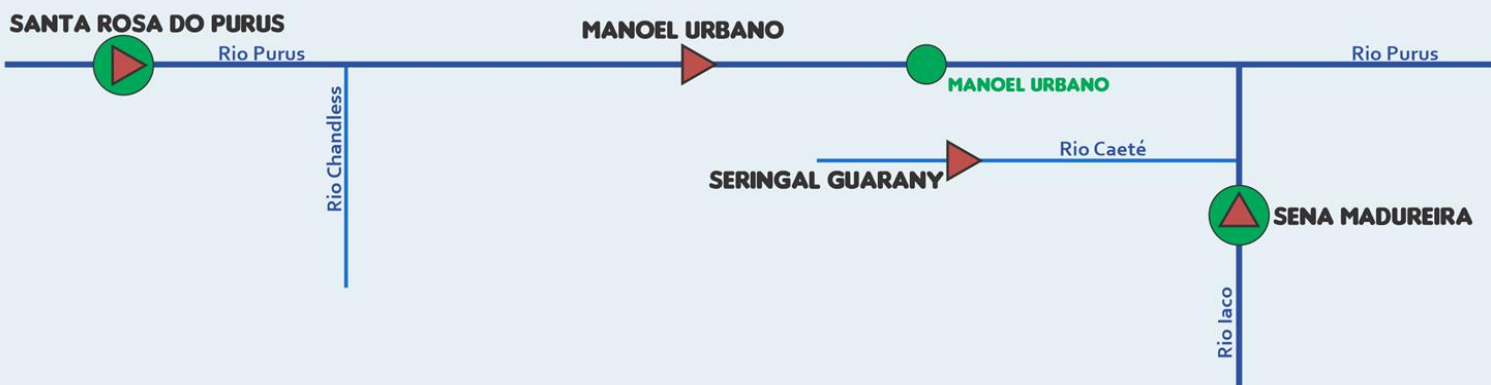 SANTA ROSA DO PURUS
MANOEL URBANO
Rio Purus
Rio Purus
MANOEL URBANO
Rio Chandless
Rio Caeté
SERINGAL GUARANY
SENA MADUREIRA
Rio Iaco